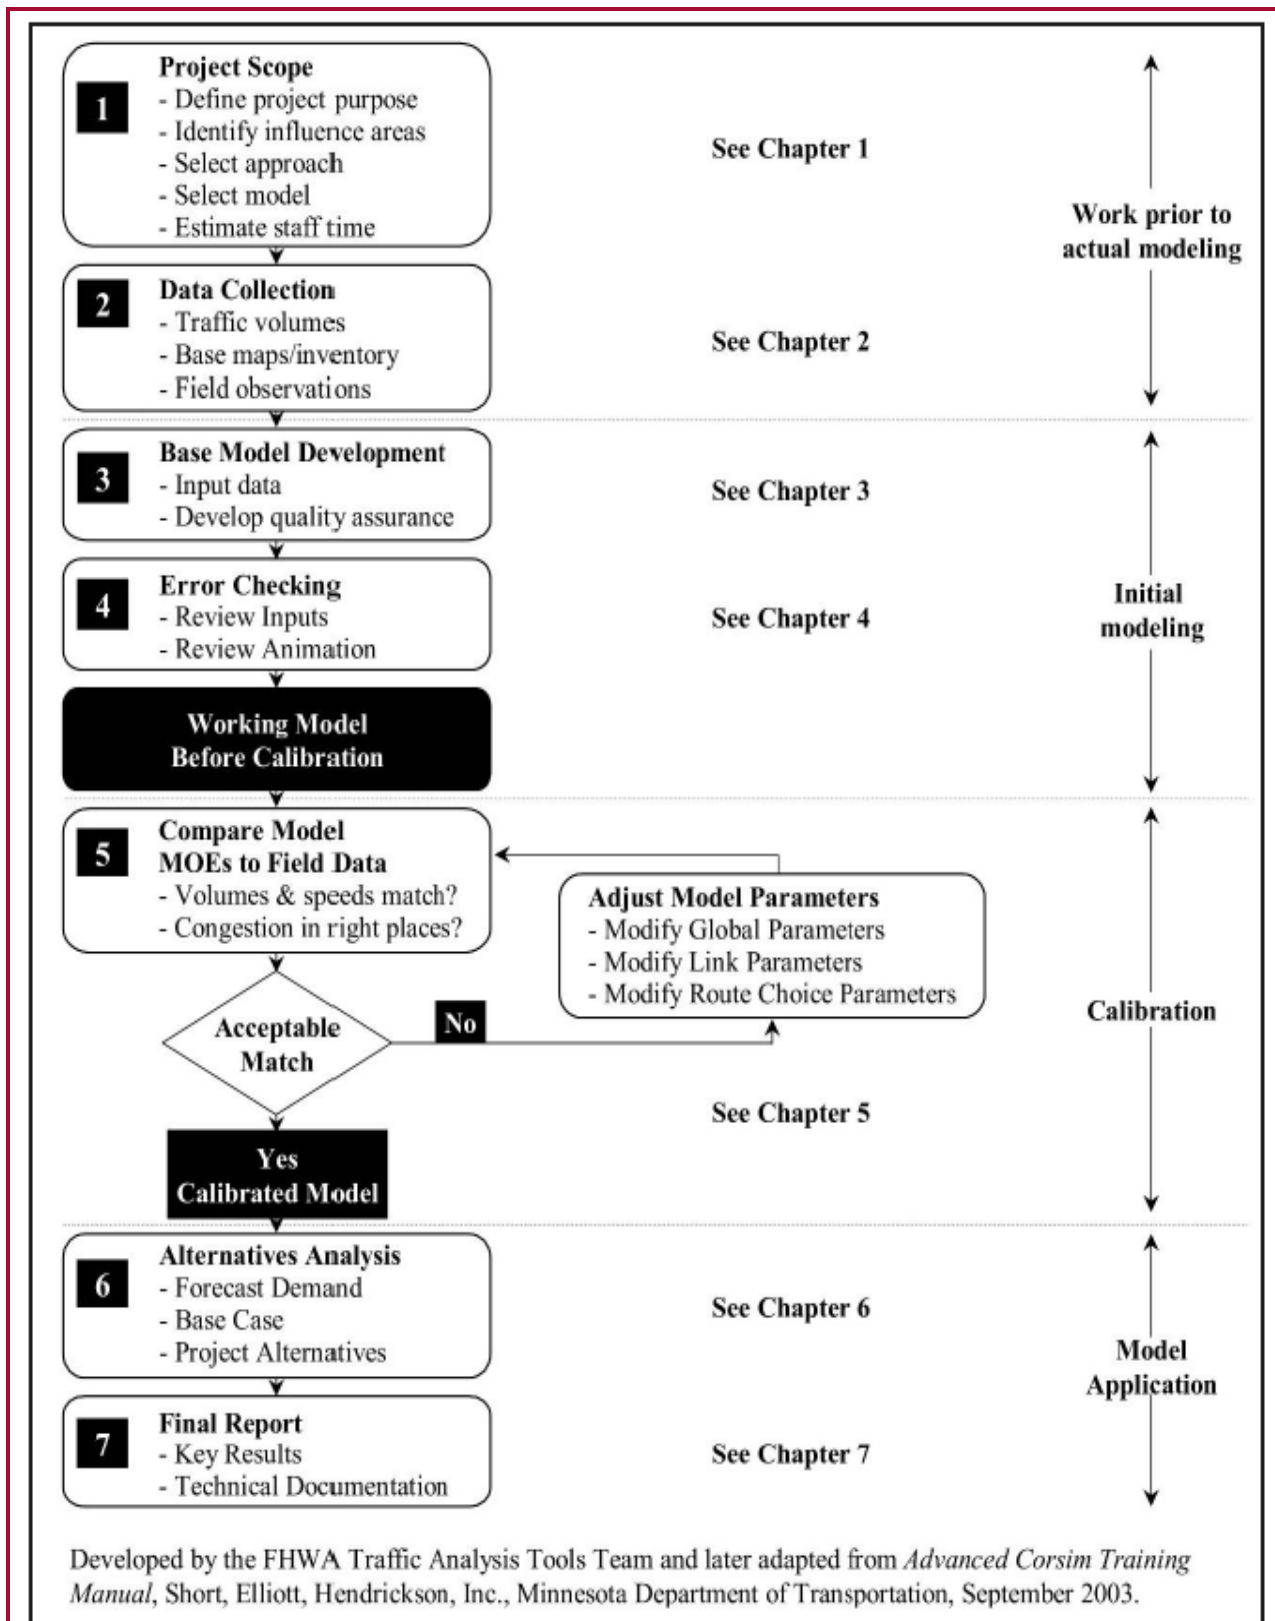 1
Project Scope
- Define project purpose
- Identify influence areas
- Select approach
- Select model
- Estimate staff time
See Chapter 1
Work prior to
actual modeling
2
Data Collection
- Traffic volumes
- Base maps/inventory
- Field observations
See Chapter 2
3
Base Model Development
- Input data
- Develop quality assurance
See Chapter 3
4
Error Checking
- Review Inputs
- Review Animation
See Chapter 4
Initial
modeling
Working Model
Before Calibration
5
Compare Model
MOEs to Field Data
- Volumes & speeds match?
- Congestion in right places?
Adjust Model Parameters
- Modify Global Parameters
- Modify Link Parameters
- Modify Route Choice Parameters
Calibration
Acceptable
Match
No
See Chapter 5
Yes
Calibrated Model
6
Alternatives Analysis
- Forecast Demand
- Base Case
- Project Alternatives
See Chapter 6
Model
Application
7
Final Report
- Key Results
- Technical Documentation
See Chapter 7
Developed by the FHWA Traffic Analysis Tools Team and later adapted from Advanced Corsim Training
Manual, Short, Elliott, Hendrickson, Inc., Minnesota Department of Transportation, September 2003.